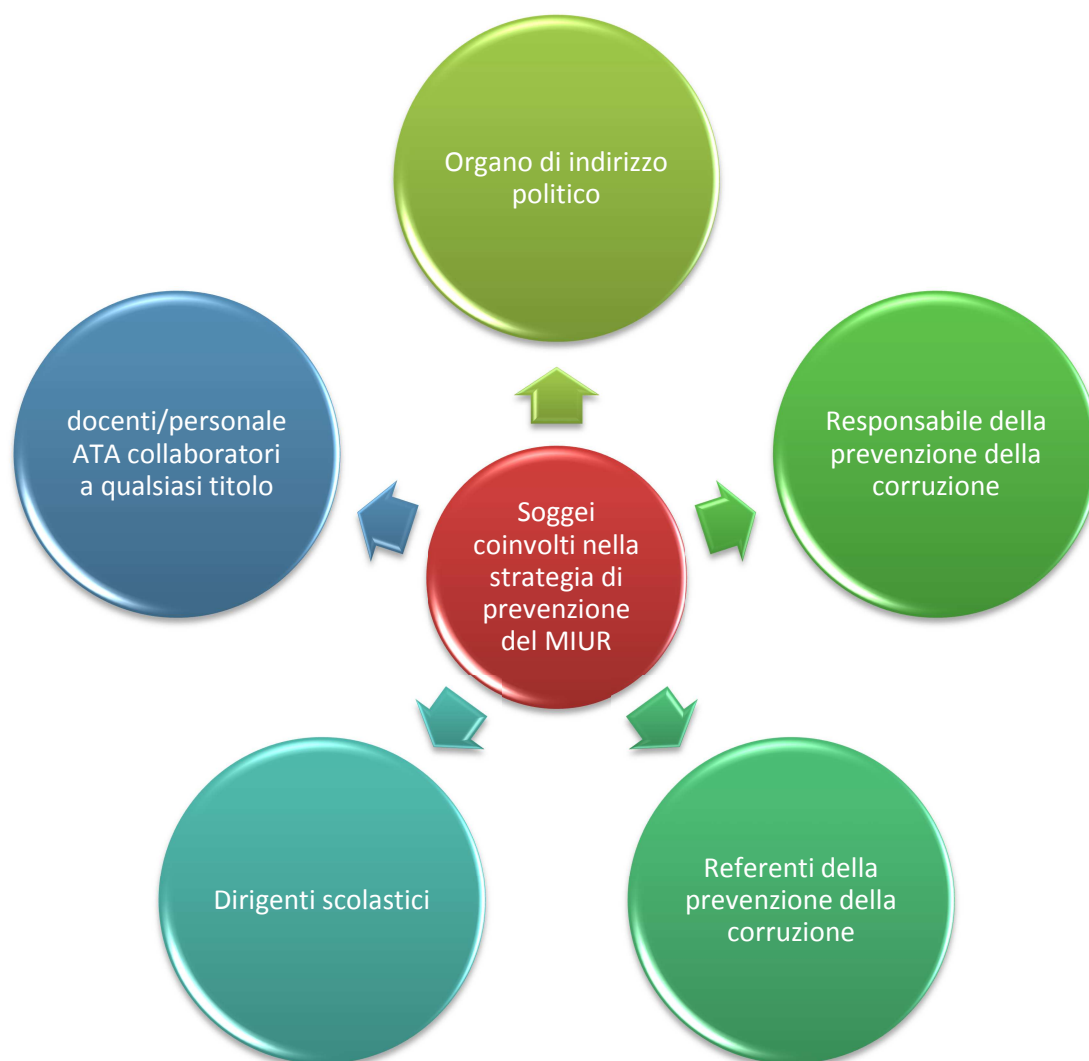 Organo di indirizzo
politico
docenti/personale
ATA collaboratori
a qualsiasi titolo
Responsabile della
prevenzione della
corruzione
Soggei
coinvolti nella
strategia di
prevenzione
del MIUR
Dirigenti scolastici
Referenti della
prevenzione della
corruzione